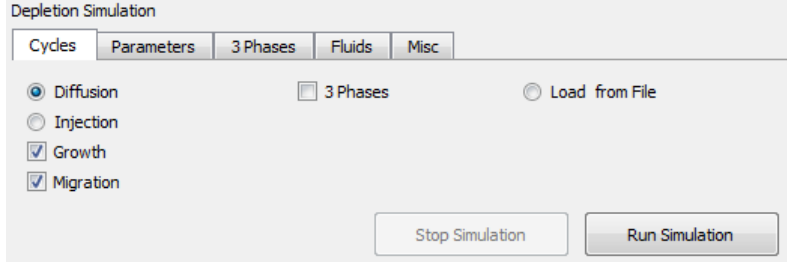 Depletion Simulation
Cycles Parameters 3 Phases Fluids Misc
Diffusion 3 Phases Load from File
Injection
Growth
Migration
Stop Simulation Run Simulation